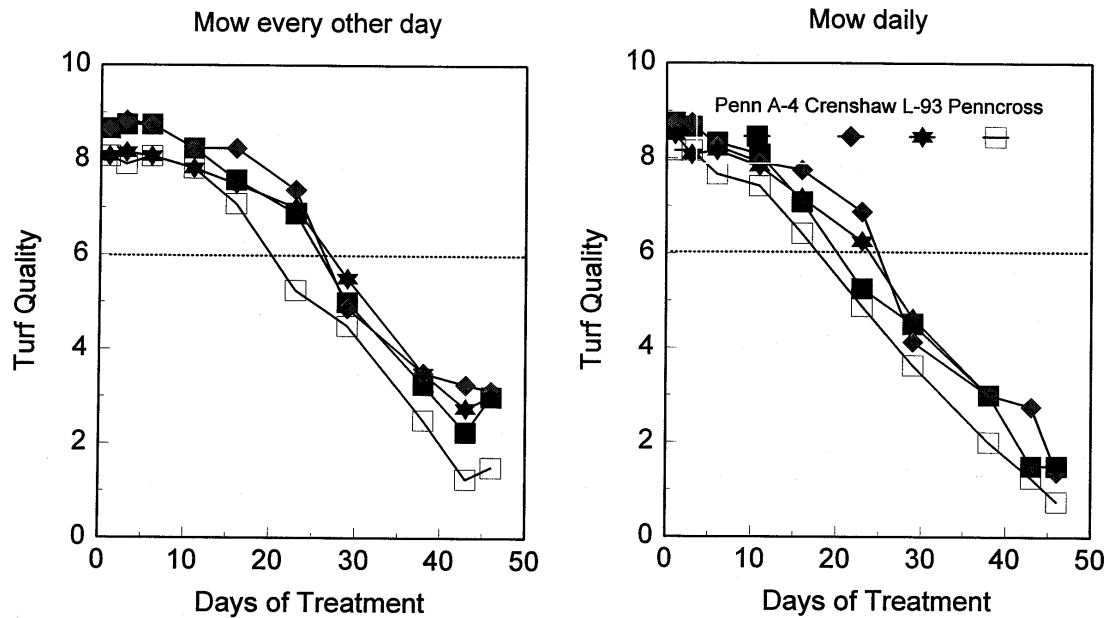 Mow every other day
10
8
6
4
2
0
0 10 20 30 40 50
Turf Quality
Days of Treatment
Mow daily
Penn A-4 Crenshaw L-93 Penncross
10
8
6
4
2
0
0 10 20 30 40 50
Turf Quality
Days of Treatment